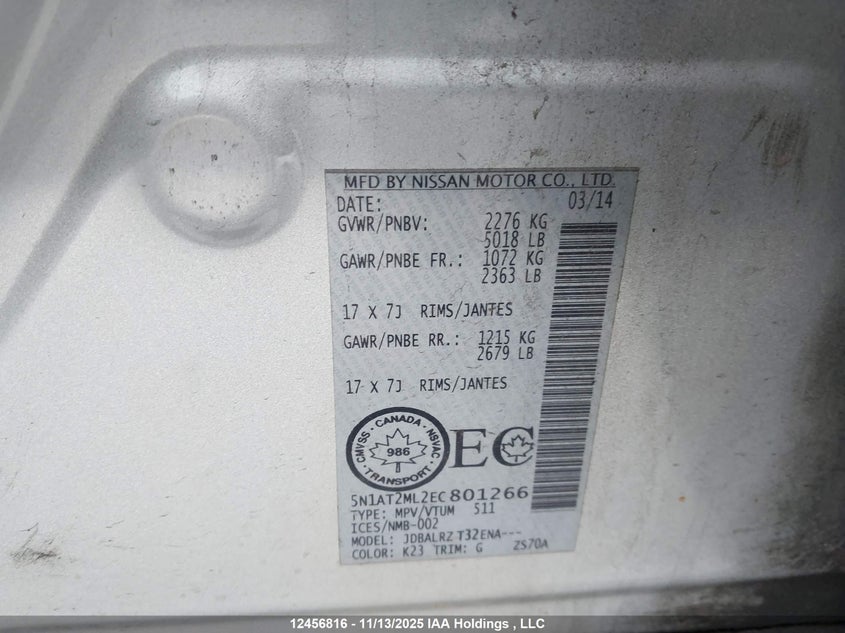 MFD BY NISSAN MOTOR CO., LTD.
DATE: 03/14
GVWR/PNBV: 2276 KG
5018 LB
GAWR/PNBE FR.: 1072 KG
2363 LB
17 X 7J RIMS/JANTES
GAWR/PNBE RR.: 1215 KG
2679 LB
17 X 7J RIMS/JANTES
CMVSS · CANADA · NSVAC · TRANSPORT ·
986
EC
5N1AT2ML2EC801266
TYPE: MPV/VTUM 511
ICES/NMB-002
MODEL: JDBALRZ T32ENA---
COLOR: K23 TRIM: G ZS70A
12456816 - 11/13/2025 IAA Holdings , LLC